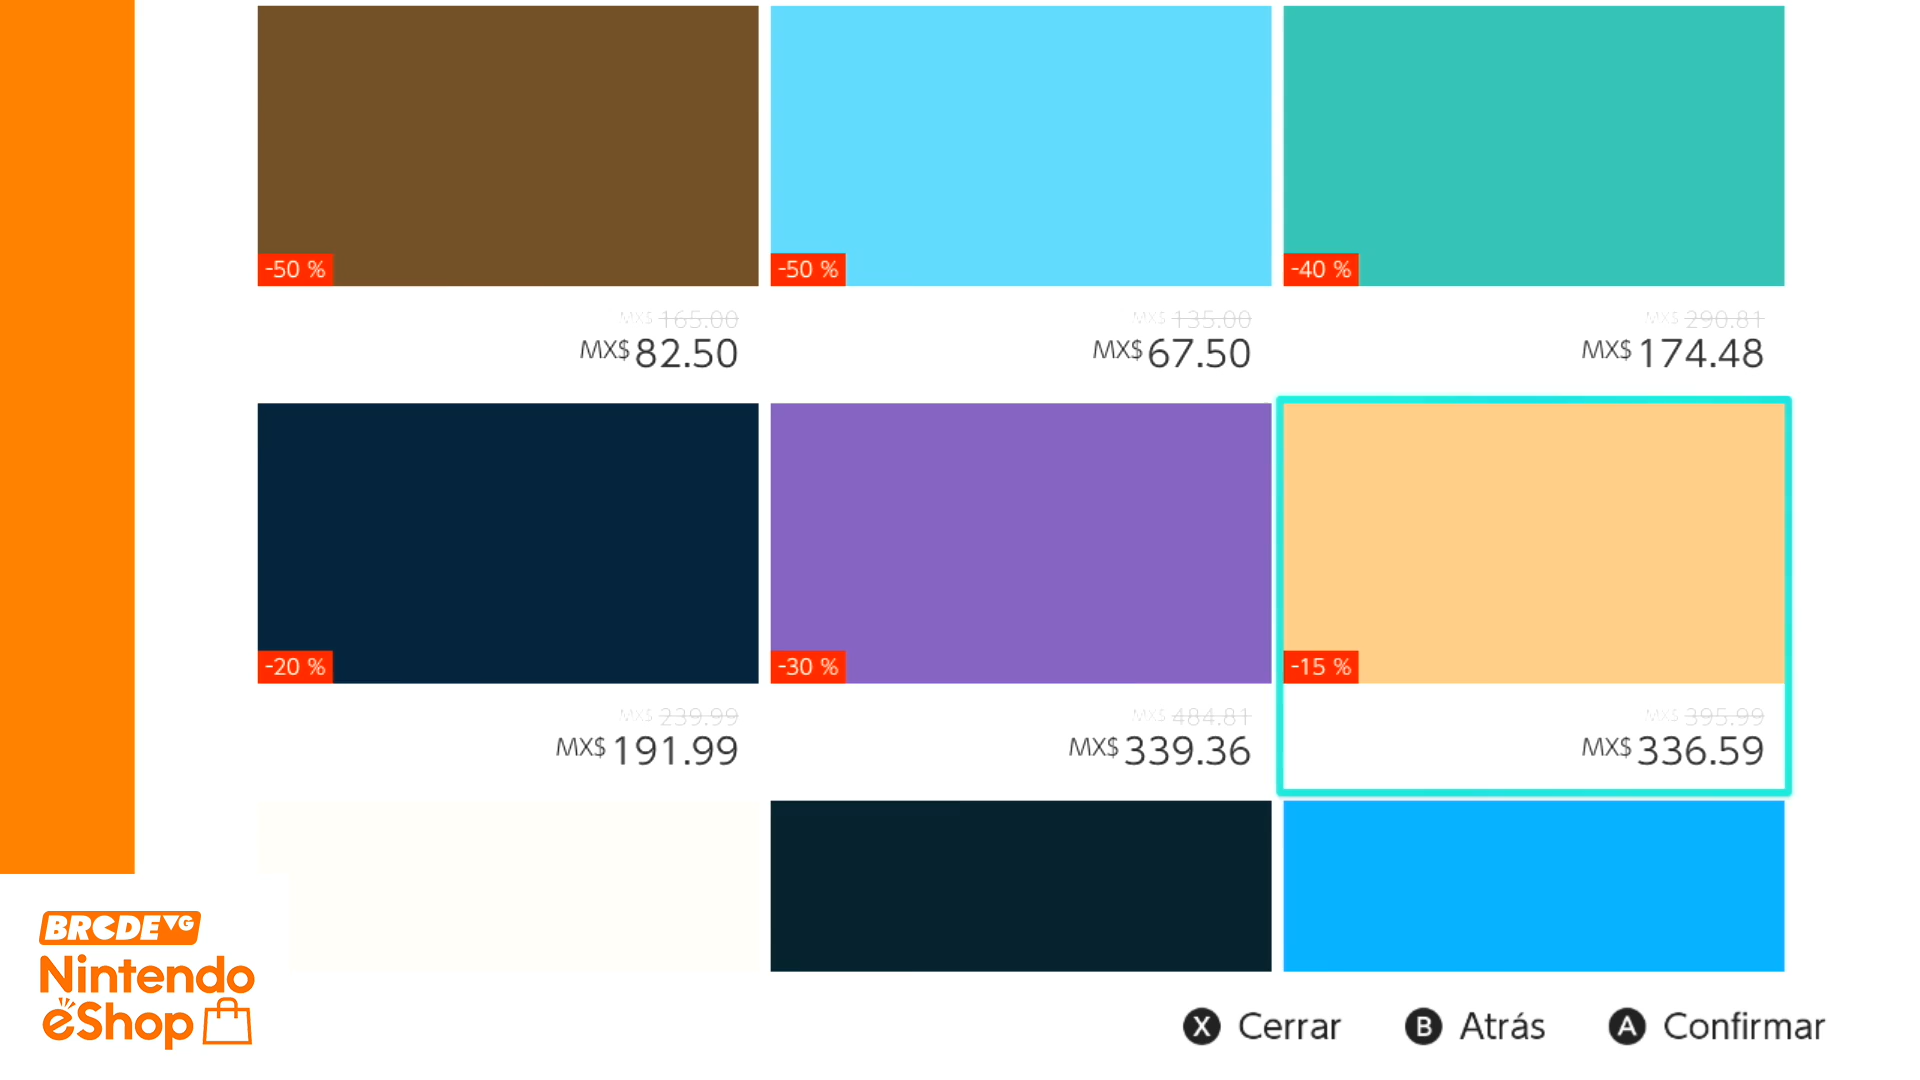 -50 %
-50 %
-40 %
MX$ 165.00
MX$ 135.00
MX$ 290.81
MX$ 82.50
MX$ 67.50
MX$ 174.48
-20 %
-30 %
-15 %
MX$ 239.99
MX$ 484.81
MX$ 395.99
MX$ 191.99
MX$ 339.36
MX$ 336.59
BRCDE VG
Nintendo
eShop
X Cerrar
B Atrás
A Confirmar